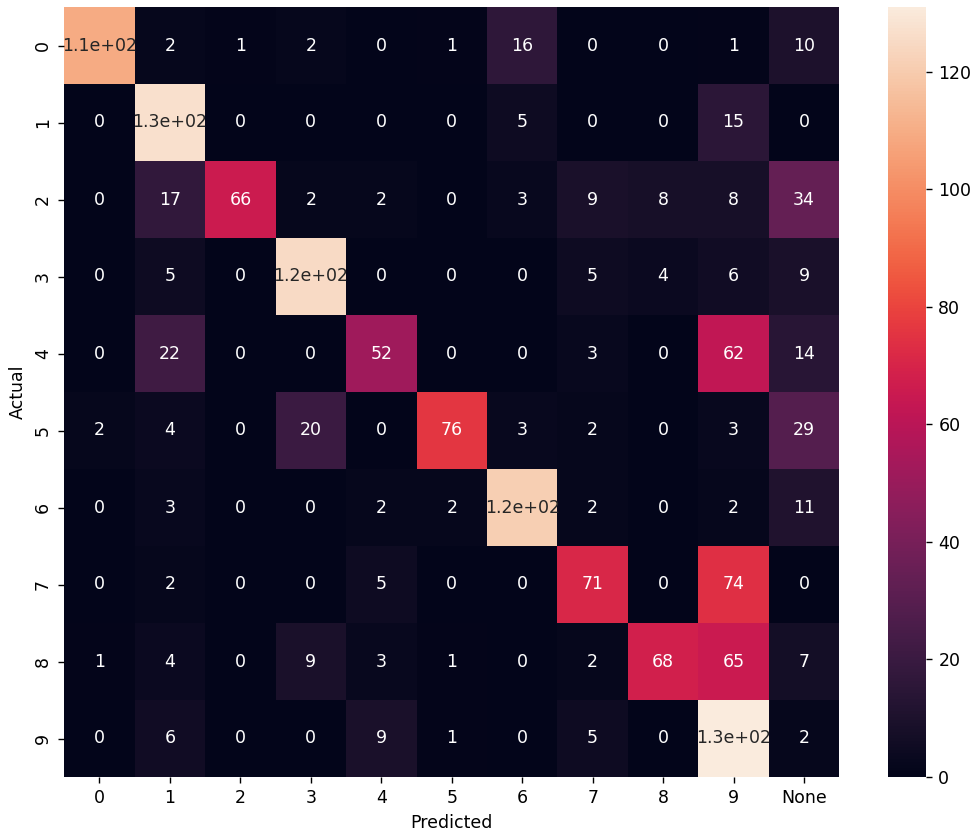 0 1.1e+02 2 1 2 0 1 16 0 0 1 10
1 0 1.3e+02 0 0 0 0 5 0 0 15 0
2 0 17 66 2 2 0 3 9 8 8 34
3 0 5 0 1.2e+02 0 0 0 5 4 6 9
4 0 22 0 0 52 0 0 3 0 62 14
5 2 4 0 20 0 76 3 2 0 3 29
6 0 3 0 0 2 2 1.2e+02 2 0 2 11
7 0 2 0 0 5 0 0 71 0 74 0
8 1 4 0 9 3 1 0 2 68 65 7
9 0 6 0 0 9 1 0 5 0 1.3e+02 2
0 1 2 3 4 5 6 7 8 9 None
Predicted
Actual
120
100
80
60
40
20
0